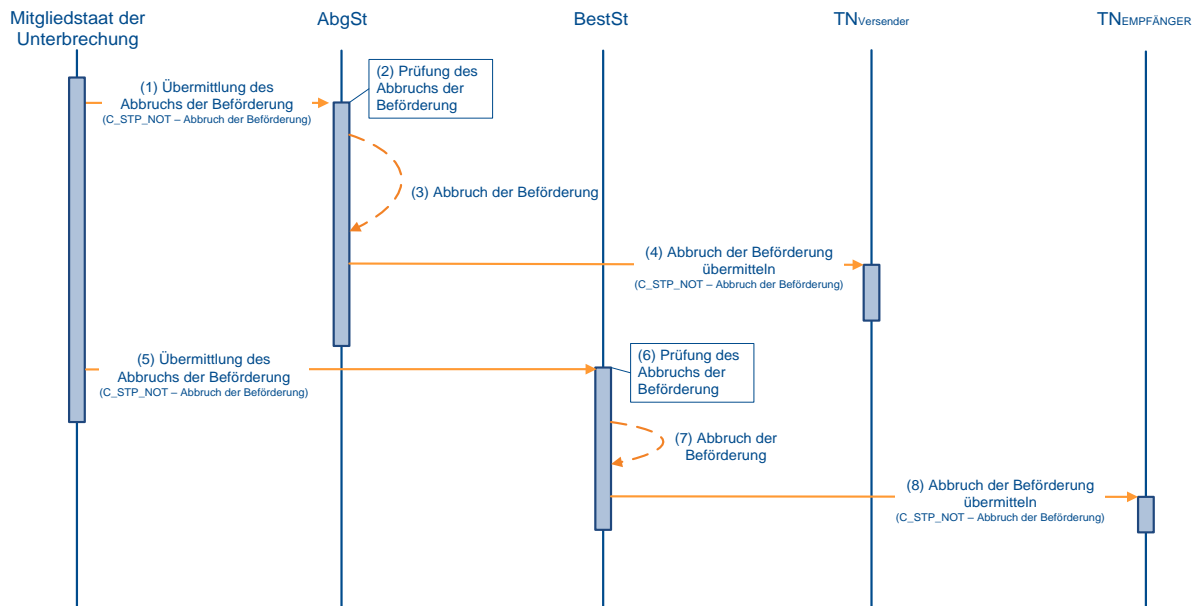 Mitgliedstaat der
Unterbrechung
AbgSt
BestSt
TNVersender
TNEMPFÄNGER
(1) Übermittlung des
Abbruchs der Beförderung
(C_STP_NOT – Abbruch der Beförderung)
(2) Prüfung des
Abbruchs der
Beförderung
(3) Abbruch der Beförderung
(4) Abbruch der Beförderung
übermitteln
(C_STP_NOT – Abbruch der Beförderung)
(5) Übermittlung des
Abbruchs der Beförderung
(C_STP_NOT – Abbruch der Beförderung)
(6) Prüfung des
Abbruchs der
Beförderung
(7) Abbruch der
Beförderung
(8) Abbruch der Beförderung
übermitteln
(C_STP_NOT – Abbruch der Beförderung)